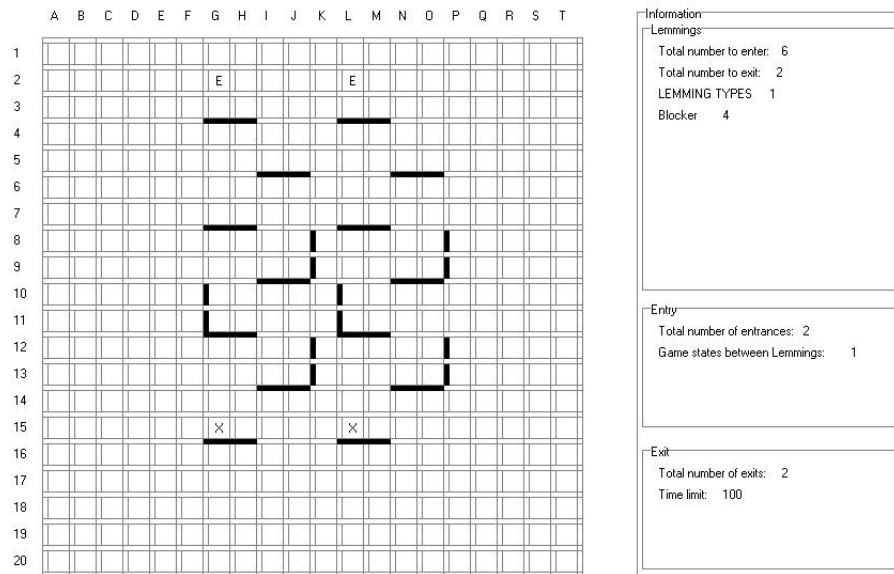 A B C D E F G H I J K L M N O P Q R S T
1
2 E E
3
4
5
6
7
8
9
10
11
12
13
14
15 X X
16
17
18
19
20
Information
Lemmings
Total number to enter: 6
Total number to exit: 2
LEMMING TYPES 1
Blocker 4
Entry
Total number of entrances: 2
Game states between Lemmings: 1
Exit
Total number of exits: 2
Time limit: 100